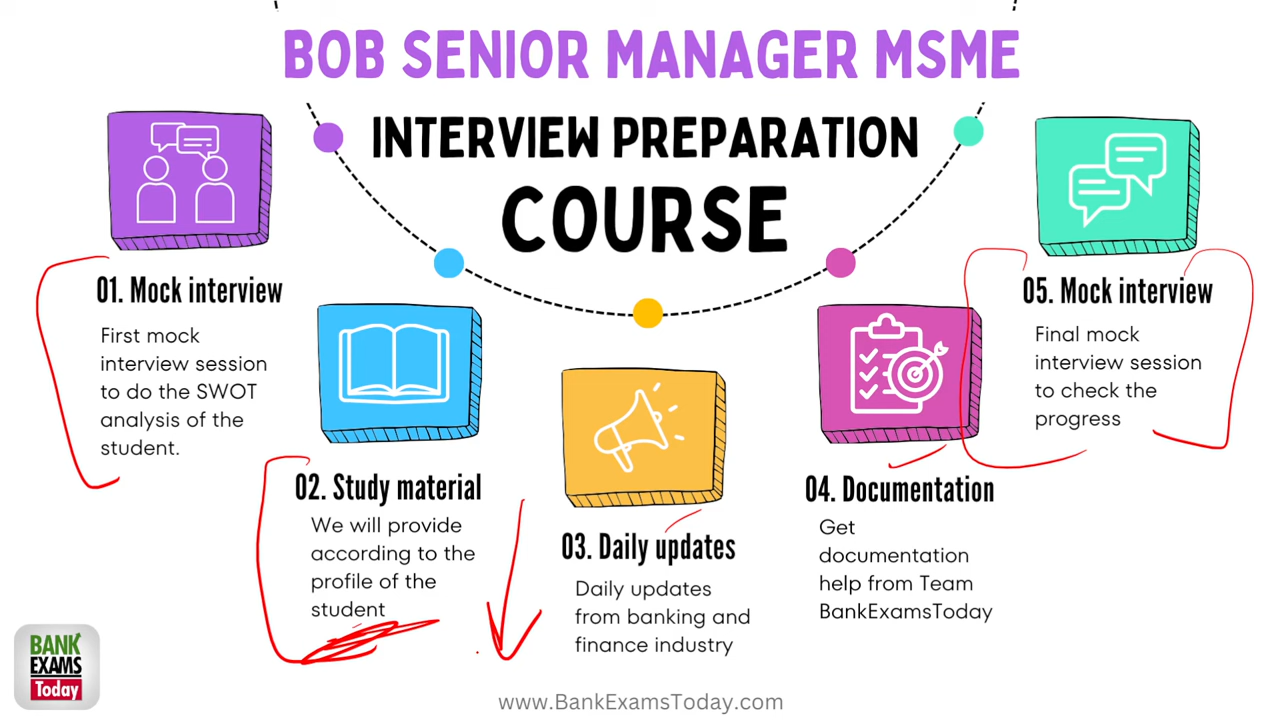 BOB SENIOR MANAGER MSME
INTERVIEW PREPARATION
COURSE
01. Mock interview
First mock
interview session
to do the SWOT
analysis of the
student.
02. Study material
We will provide
according to the
profile of the
student
03. Daily updates
Daily updates
from banking and
finance industry
04. Documentation
Get
documentation
help from Team
BankExamsToday
05. Mock interview
Final mock
interview session
to check the
progress
BANK
EXAMS
Today
www.BankExamsToday.com